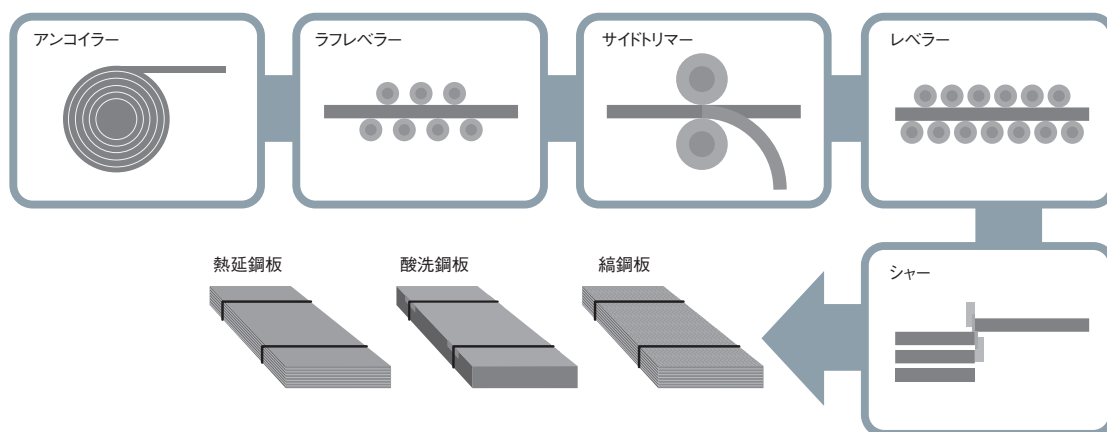 アンコイラー
ラフレベラー
サイドトリマー
レベラー
シャー
熱延鋼板
酸洗鋼板
縞鋼板